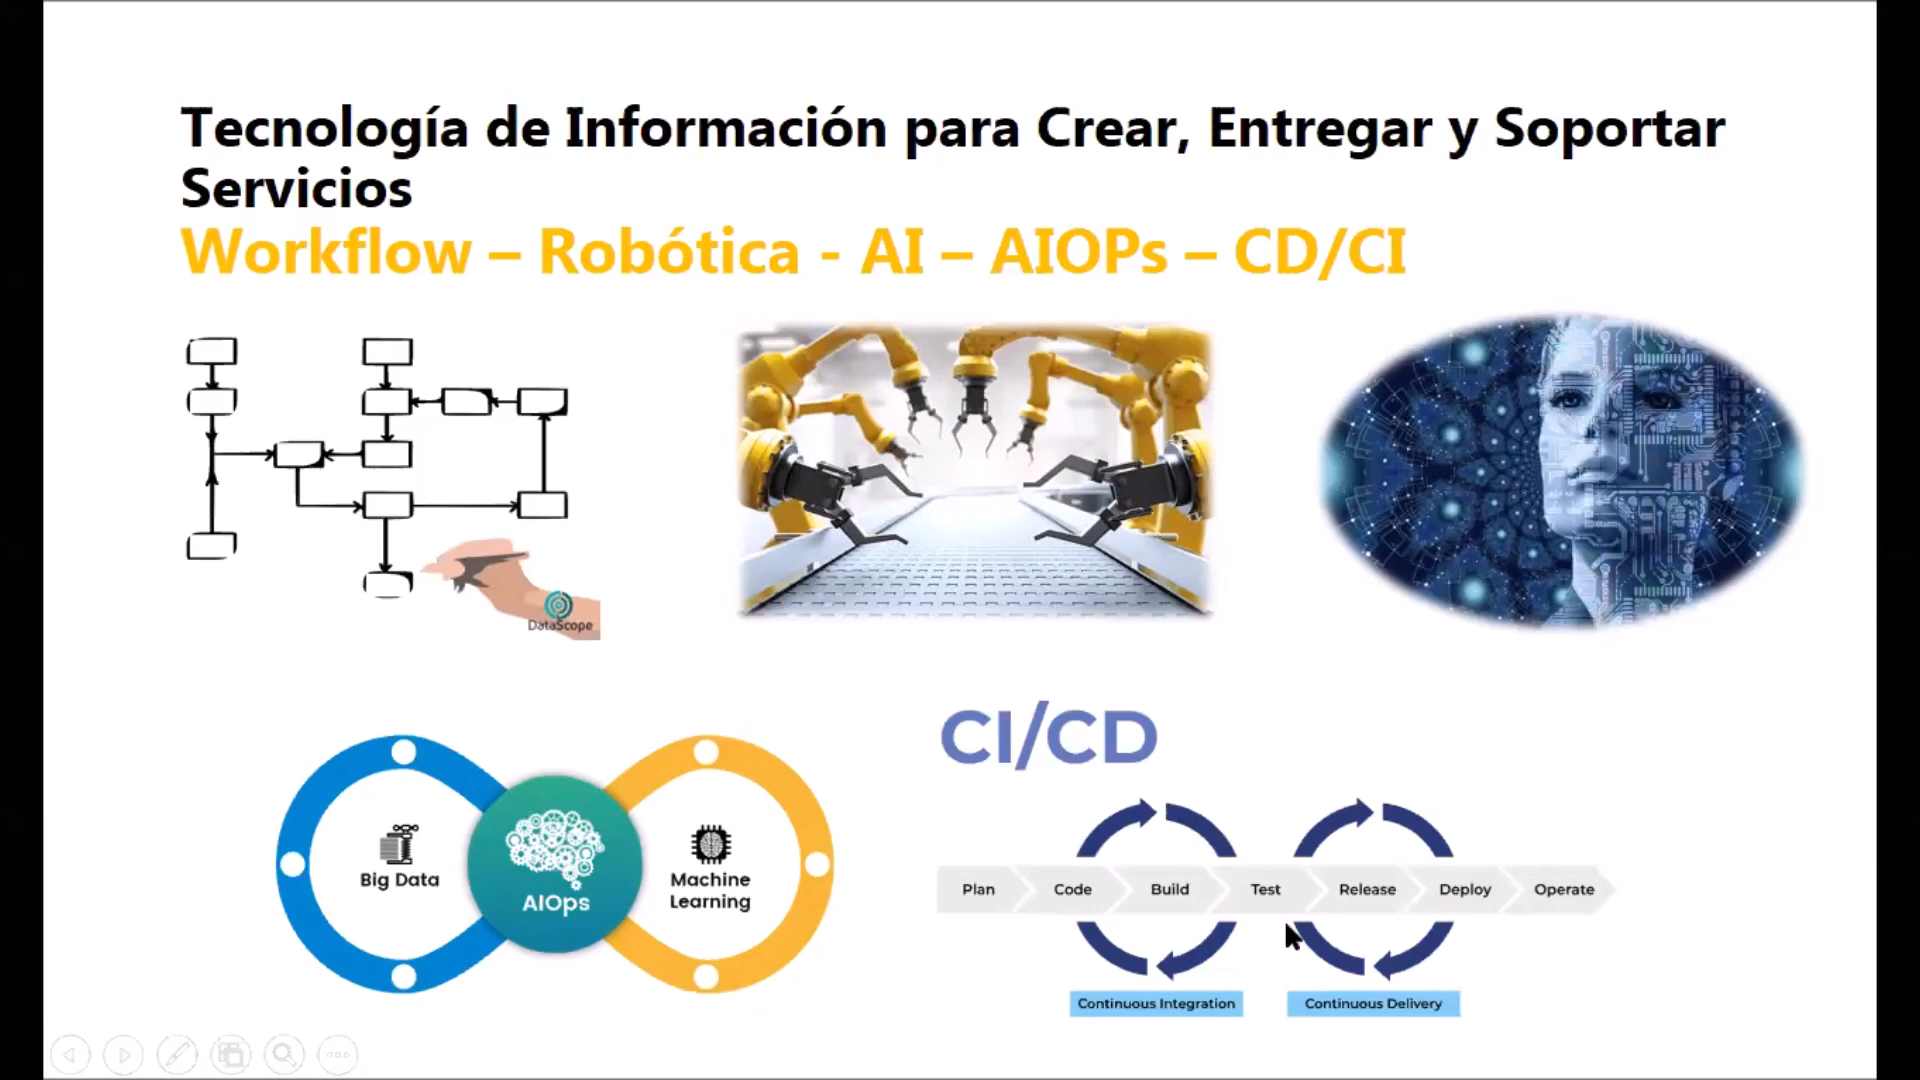 Tecnología de Información para Crear, Entregar y Soportar
Servicios
Workflow – Robótica - AI – AIOPs – CD/CI
DataScope
Big Data
AIOps
Machine
Learning
CI/CD
Plan
Code
Build
Test
Release
Deploy
Operate
Continuous Integration
Continuous Delivery